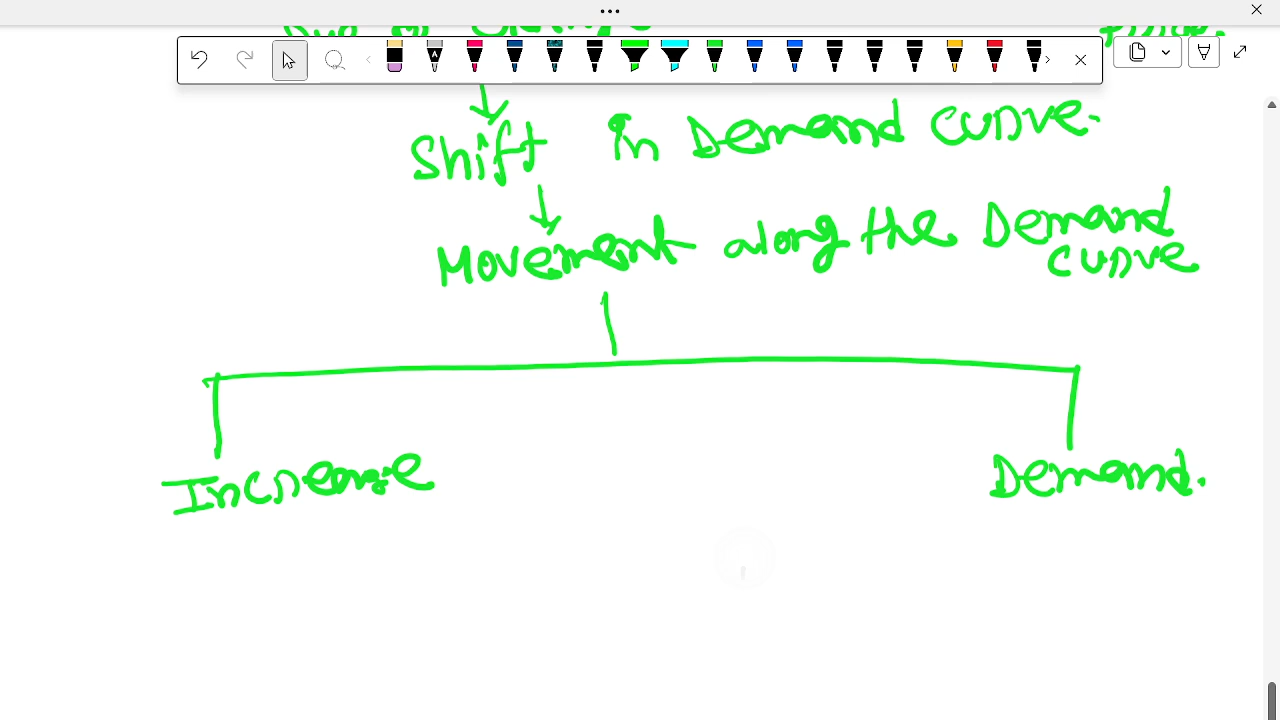 Shift in Demand curve.
Movement along the Demand
curve
Increase Demand.